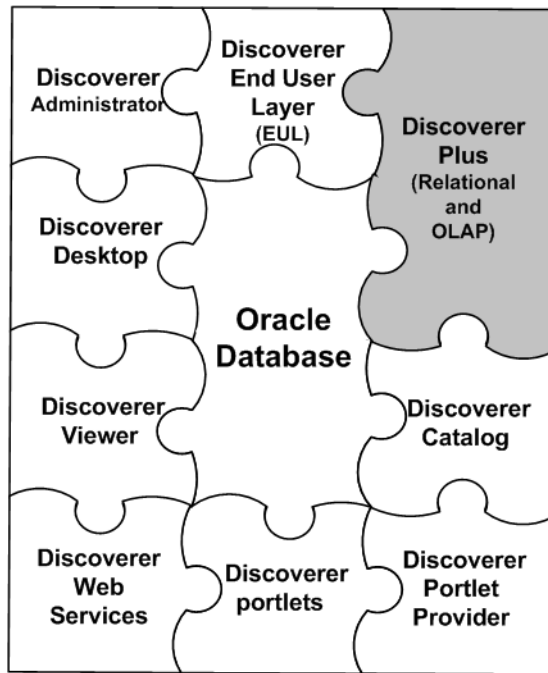 Discoverer
Administrator
Discoverer
End User
Layer
(EUL)
Discoverer
Plus
(Relational
and
OLAP)
Discoverer
Desktop
Oracle
Database
Discoverer
Viewer
Discoverer
Catalog
Discoverer
Web
Services
Discoverer
portlets
Discoverer
Portlet
Provider